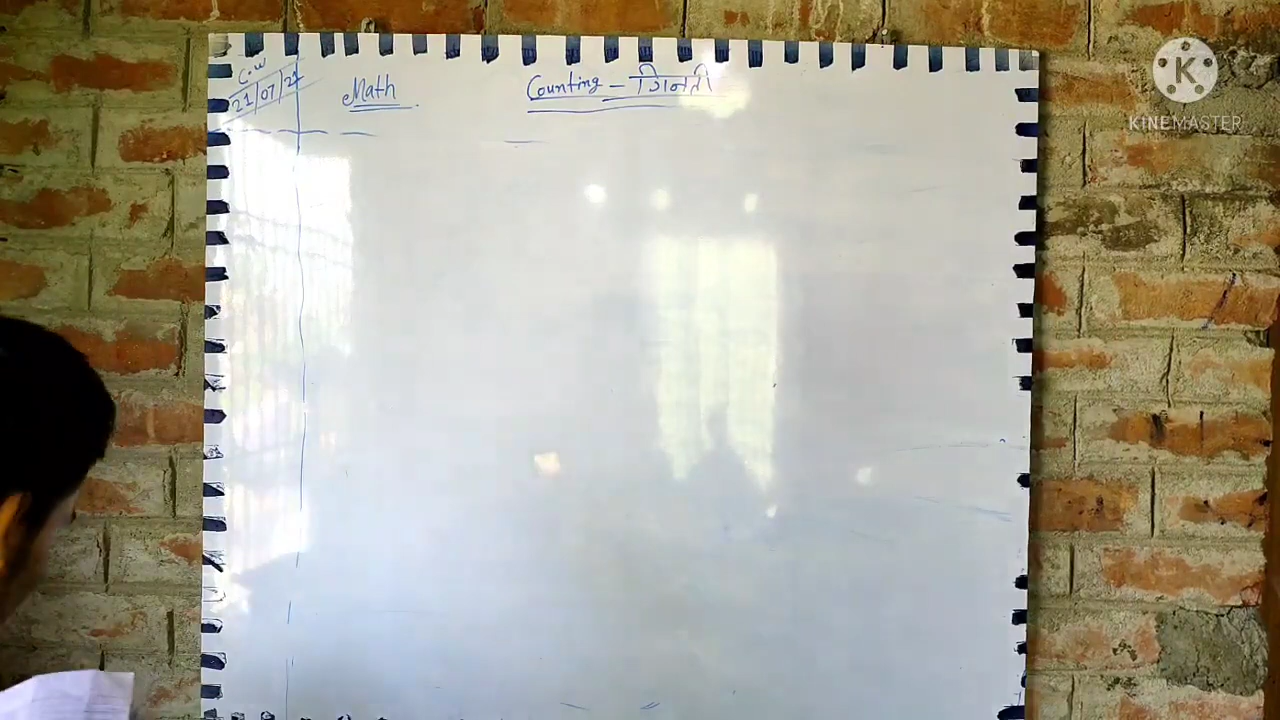 C.W
21/07/21
Math
Counting - गिनती
KINEMASTER